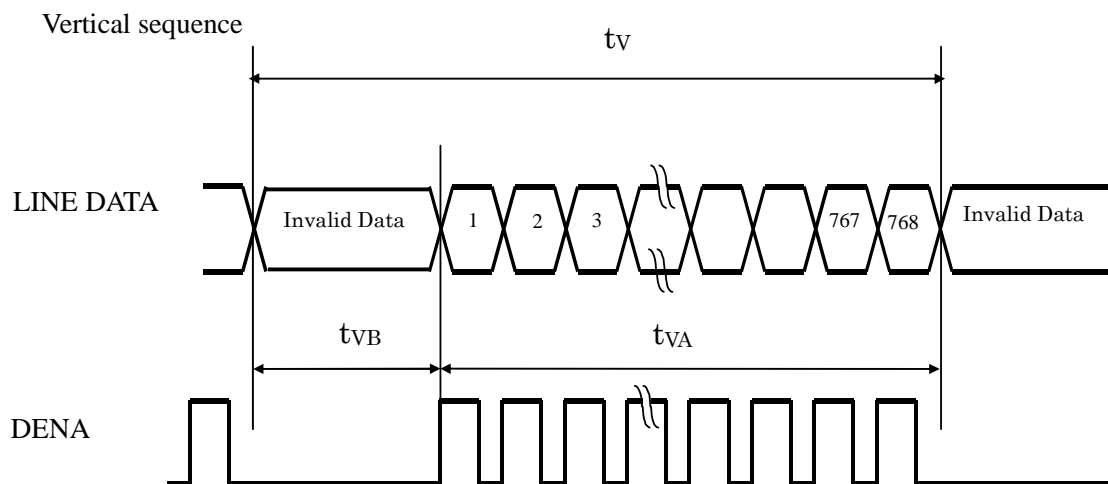 Vertical sequence
tV
LINE DATA
Invalid Data
1
2
3
767
768
Invalid Data
tVB
tVA
DENA